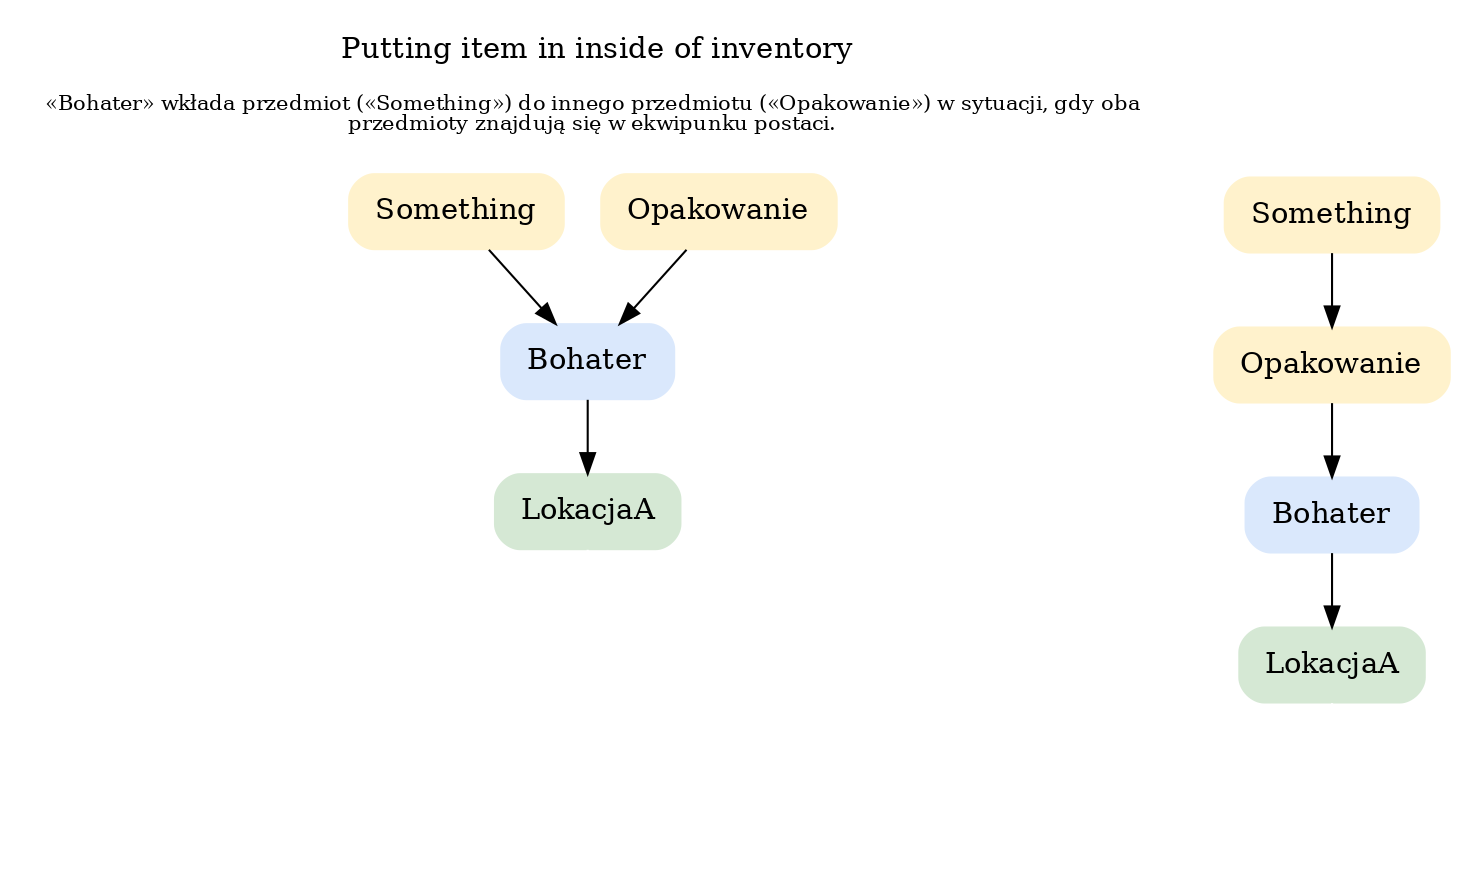 Putting item in inside of inventory
«Bohater» wkłada przedmiot («Something») do innego przedmiotu («Opakowanie») w sytuacji, gdy oba
przedmioty znajdują się w ekwipunku postaci.
Something
Opakowanie
Bohater
LokacjaA
Something
Opakowanie
Bohater
LokacjaA